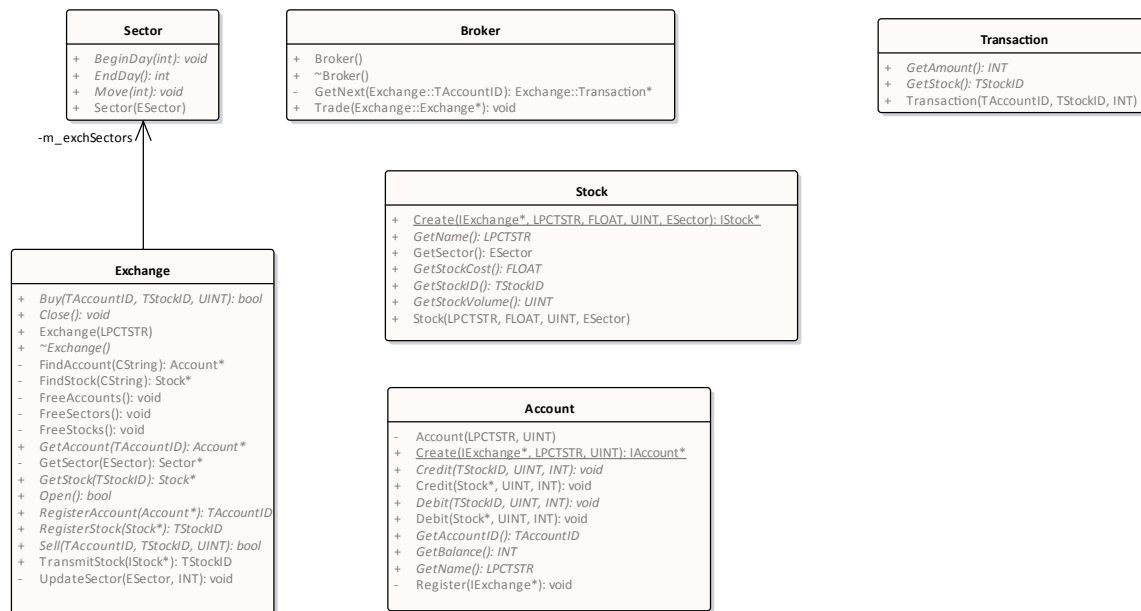 Sector
+ BeginDay(int): void
+ EndDay(): int
+ Move(int): void
+ Sector(ESector)
Broker
+ Broker()
+ ~Broker()
- GetNext(Exchange::TAccountID): Exchange::Transaction*
+ Trade(Exchange::Exchange*): void
Transaction
+ GetAmount(): INT
+ GetStock(): TStockID
+ Transaction(TAccountID, TStockID, INT)
-m_exchSectors
Stock
+ Create(IExchange*, LPCTSTR, FLOAT, UINT, ESector): IStock*
+ GetName(): LPCTSTR
+ GetSector(): ESector
+ GetStockCost(): FLOAT
+ GetStockID(): TStockID
+ GetStockVolume(): UINT
+ Stock(LPCTSTR, FLOAT, UINT, ESector)
Exchange
+ Buy(TAccountID, TStockID, UINT): bool
+ Close(): void
+ Exchange(LPCTSTR)
+ ~Exchange()
- FindAccount(CString): Account*
- FindStock(CString): Stock*
- FreeAccounts(): void
- FreeSectors(): void
- FreeStocks(): void
+ GetAccount(TAccountID): Account*
- GetSector(ESector): Sector*
+ GetStock(TStockID): Stock*
+ Open(): bool
+ RegisterAccount(Account*): TAccountID
+ RegisterStock(Stock*): TStockID
+ Sell(TAccountID, TStockID, UINT): bool
+ TransmitStock(IStock*): TStockID
- UpdateSector(ESector, INT): void
Account
- Account(LPCTSTR, UINT)
+ Create(IExchange*, LPCTSTR, UINT): IAccount*
+ Credit(TStockID, UINT, INT): void
+ Credit(Stock*, UINT, INT): void
+ Debit(TStockID, UINT, INT): void
+ Debit(Stock*, UINT, INT): void
+ GetAccountID(): TAccountID
+ GetBalance(): INT
+ GetName(): LPCTSTR
- Register(IExchange*): void